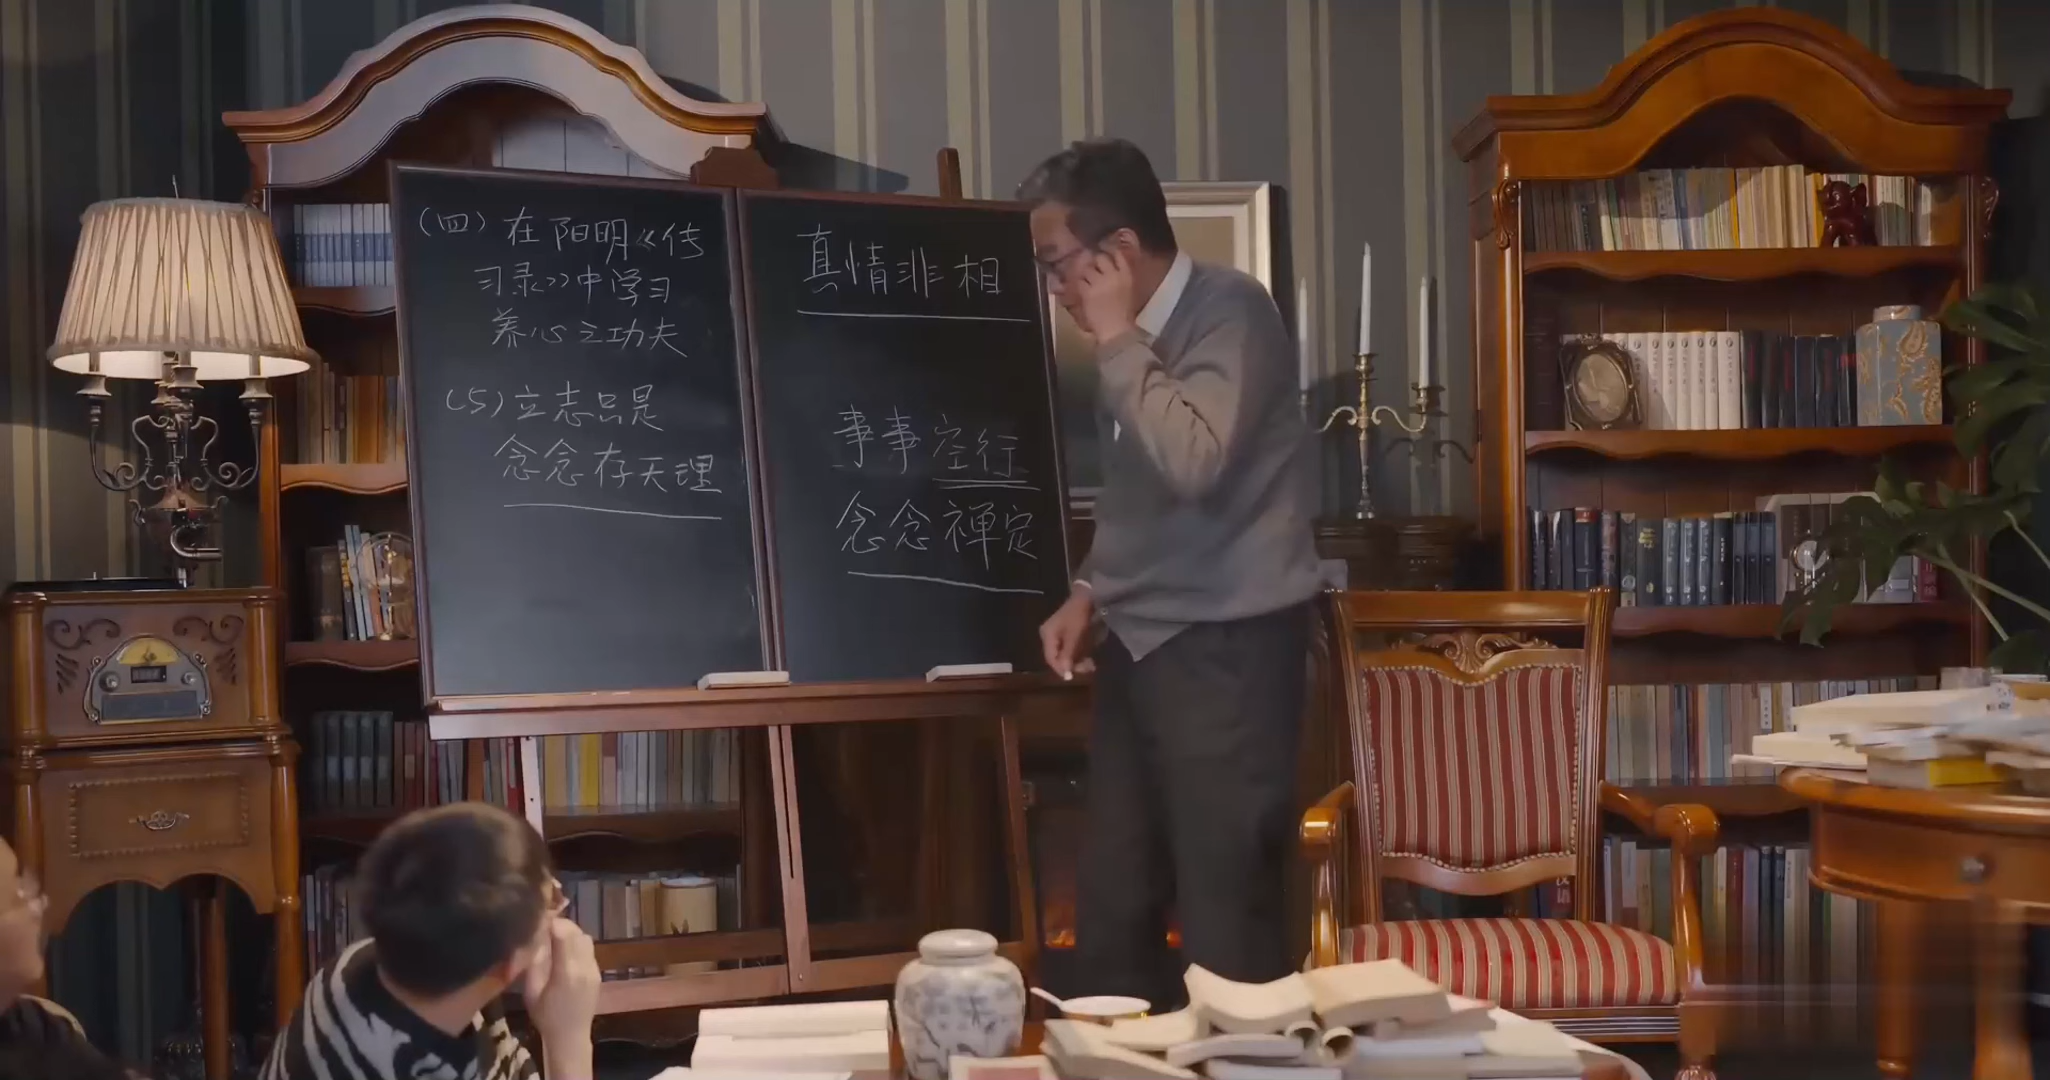 (四)在阳明《传
习录》中学习
养心之功夫
(5)立志只是
念念存天理
真情非相
事事空行
念念禅定